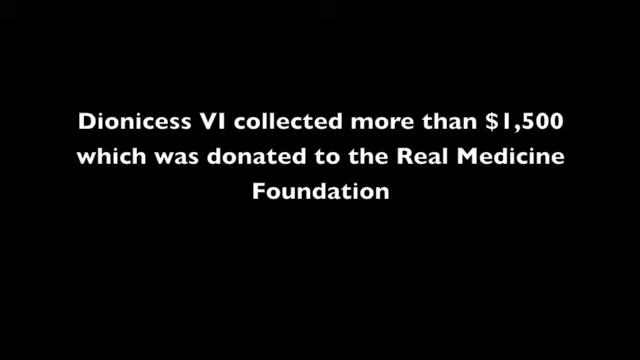 Dionicess VI collected more than $1,500
which was donated to the Real Medicine
Foundation